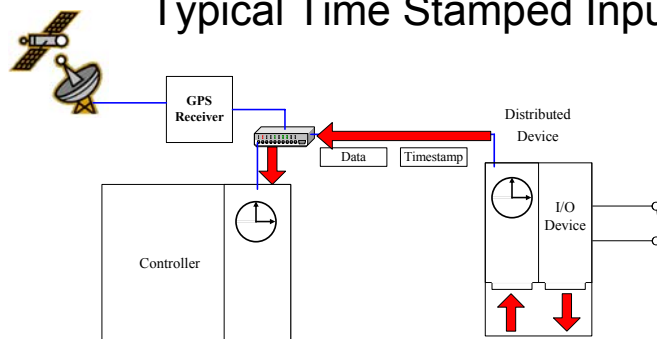 Typical Time Stamped Inpu
GPS
Receiver
Distributed
Device
Data
Timestamp
I/O
Device
Controller